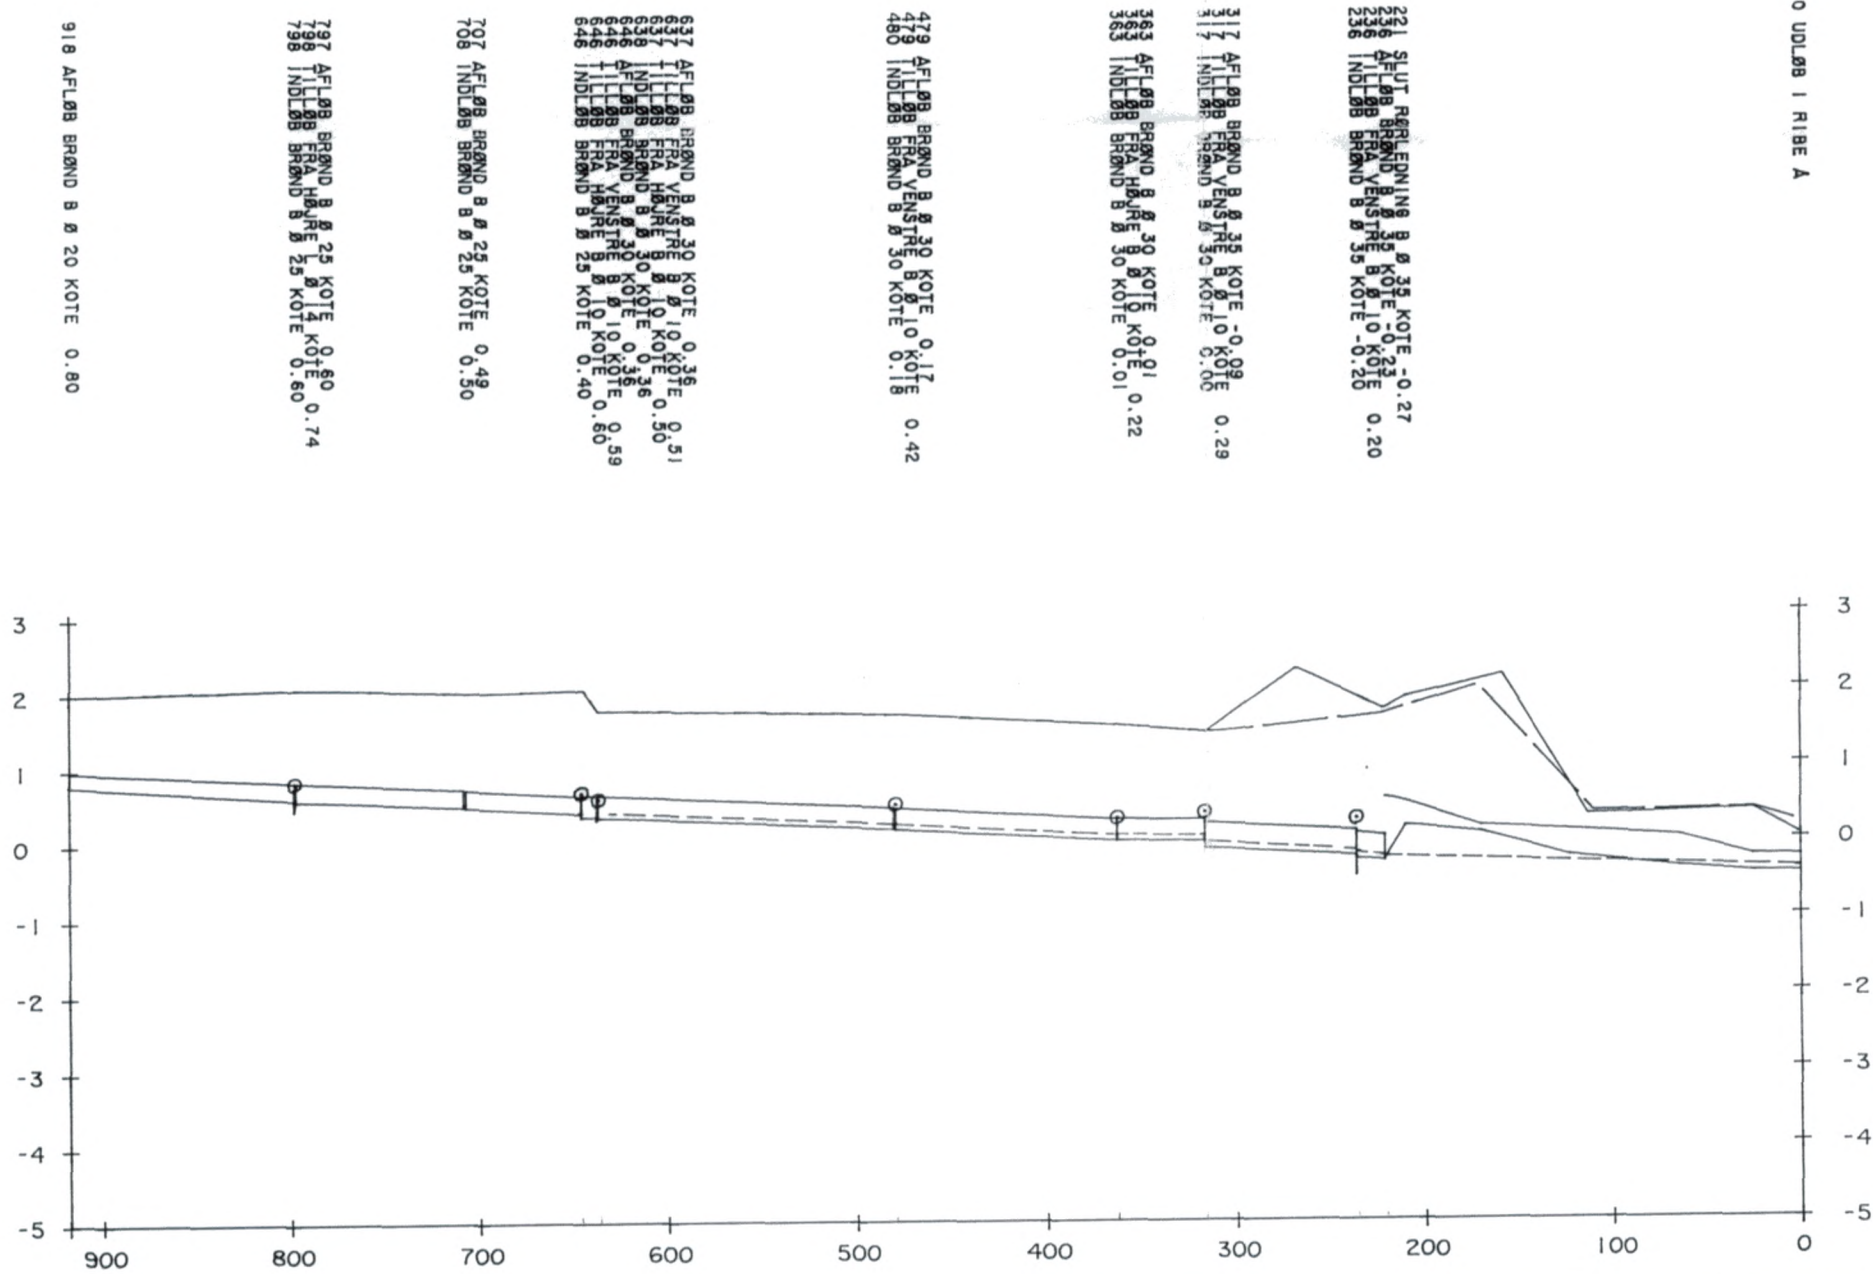 918 AFLØB BRØND B Ø 20 KOTE 0.80
797 AFLØB BRØND B Ø 25 KOTE 0.60
798 TILLØB FRA HØJRE L Ø 14 KOTE 0.74
798 INDLØB BRØND B Ø 25 KOTE 0.60
707 AFLØB BRØND B Ø 25 KOTE 0.49
708 INDLØB BRØND B Ø 25 KOTE 0.50
637 AFLØB BRØND B Ø 30 KOTE 0.36
637 TILLØB FRA VENSTRE B Ø 10 KOTE 0.51
637 TILLØB FRA HØJRE B Ø 10 KOTE 0.50
638 INDLØB BRØND B Ø 30 KOTE 0.36
646 AFLØB BRØND B Ø 30 KOTE 0.36
646 TILLØB FRA VENSTRE B Ø 10 KOTE 0.59
646 TILLØB FRA HØJRE B Ø 10 KOTE 0.60
646 INDLØB BRØND B Ø 25 KOTE 0.40
479 AFLØB BRØND B Ø 30 KOTE 0.17
479 TILLØB FRA VENSTRE B Ø 10 KOTE 0.42
480 INDLØB BRØND B Ø 30 KOTE 0.18
363 AFLØB BRØND B Ø 30 KOTE 0.01
363 TILLØB FRA HØJRE B Ø 10 KOTE 0.22
363 INDLØB BRØND B Ø 30 KOTE 0.01
317 AFLØB BRØND B Ø 35 KOTE -0.09
317 TILLØB FRA VENSTRE B Ø 10 KOTE 0.29
317 INDLØB BRØND B Ø 30 KOTE 0.00
221 SLUT RØRLEDNING B Ø 35 KOTE -0.27
236 AFLØB BRØND B Ø 35 KOTE -0.23
236 TILLØB FRA VENSTRE B Ø 10 KOTE 0.20
236 INDLØB BRØND B Ø 35 KOTE -0.20
0 UDLØB I RIBE Å
3 3
2 2
1 1
0 0
-1 -1
-2 -2
-3 -3
-4 -4
-5 -5
900 800 700 600 500 400 300 200 100 0